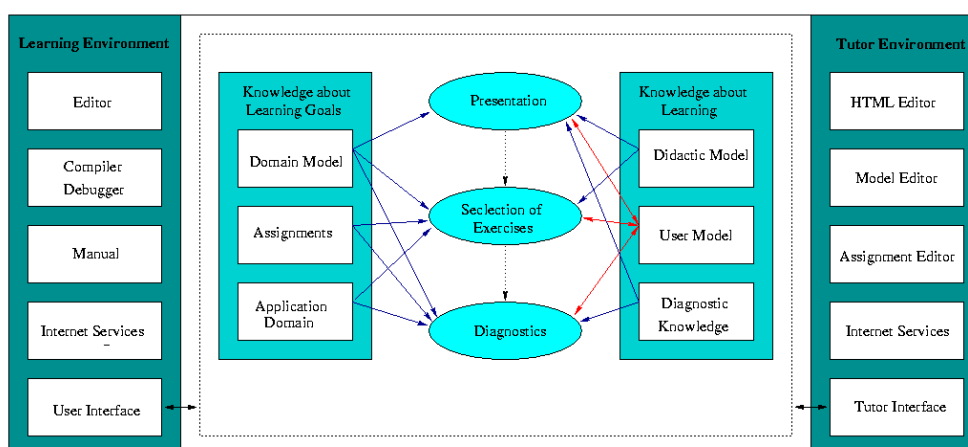 Learning Environment
Editor
Compiler
Debugger
Manual
Internet Services
User Interface
Knowledge about
Learning Goals
Domain Model
Assignments
Application
Domain
Presentation
Seclection of
Exercises
Diagnostics
Knowledge about
Learning
Didactic Model
User Model
Diagnostic
Knowledge
Tutor Environment
HTML Editor
Model Editor
Assignment Editor
Internet Services
Tutor Interface